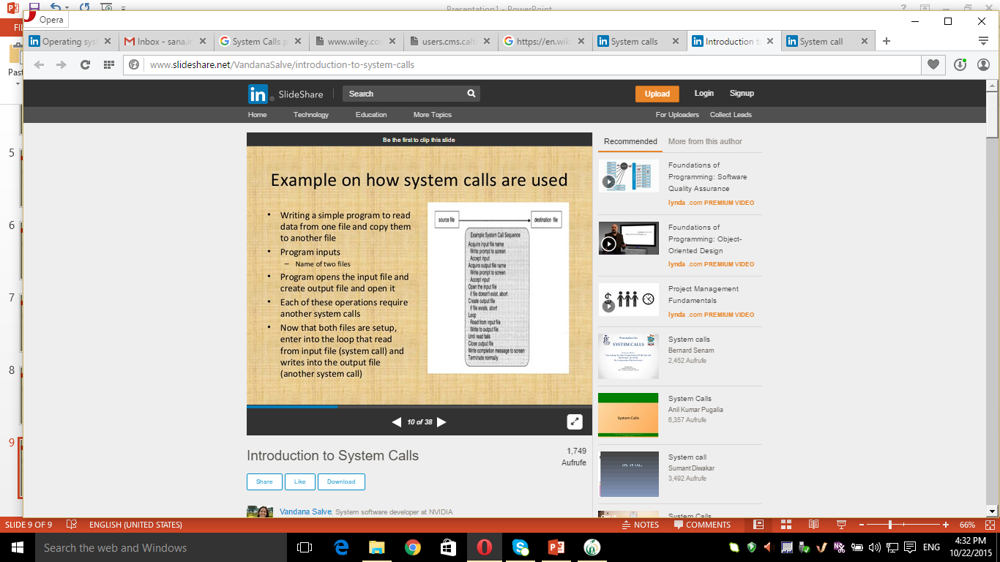 Presentation1 - PowerPoint
Opera
FI
Operating sys
Inbox - sana.in
System Calls p
www.wiley.co
users.cms.calt
https://en.wiki
System calls
Introduction t
System call
Past
www.slideshare.net/VandanaSalve/introduction-to-system-calls
in SlideShare
Search
Upload
Login
Signup
Home
Technology
Education
More Topics
For Uploaders
Collect Leads
Be the first to clip this slide
Example on how system calls are used
• Writing a simple program to read
data from one file and copy them
to another file
• Program inputs
– Name of two files
• Program opens the input file and
create output file and open it
• Each of these operations require
another system calls
• Now that both files are setup,
enter into the loop that read
from input file (system call) and
writes into the output file
(another system call)
source file
destination file
Example System Call Sequence
Acquire input file name
Write prompt to screen
Accept input
Acquire output file name
Write prompt to screen
Accept input
Open the input file
if file doesn't exist, abort
Create output file
if file exists, abort
Loop
Read from input file
Write to output file
Until read fails
Close output file
Write completion message to screen
Terminate normally
10 of 38
Introduction to System Calls
1,749
Aufrufe
Share
Like
Download
Vandana Salve, System software developer at NVIDIA
Recommended
More from this author
Foundations of
Programming: Software
Quality Assurance
lynda .com PREMIUM VIDEO
Foundations of
Programming: Object-
Oriented Design
lynda .com PREMIUM VIDEO
Project Management
Fundamentals
lynda .com PREMIUM VIDEO
SYSTEM CALLS
System calls
Bernard Senam
2,452 Aufrufe
System Calls
System Calls
Anil Kumar Pugalia
6,357 Aufrufe
System call
Sumant Diwakar
3,492 Aufrufe
System Calls
5
6
7
8
9
SLIDE 9 OF 9
ENGLISH (UNITED STATES)
NOTES
COMMENTS
66%
Search the web and Windows
ENG
4:32 PM
10/22/2015